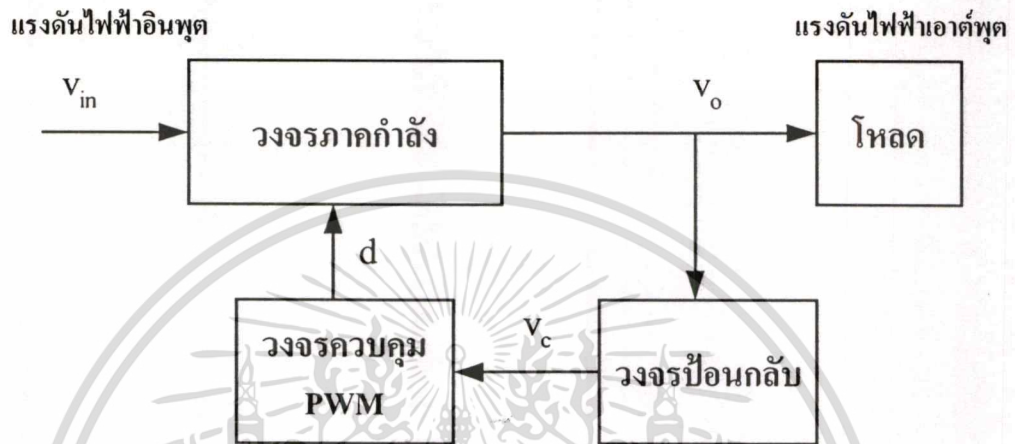 แรงดันไฟฟ้าอินพุต
แรงดันไฟฟ้าเอาต์พุต
v_in
v_o
วงจรภาคกำลัง
โหลด
d
v_c
วงจรควบคุม
PWM
วงจรป้อนกลับ